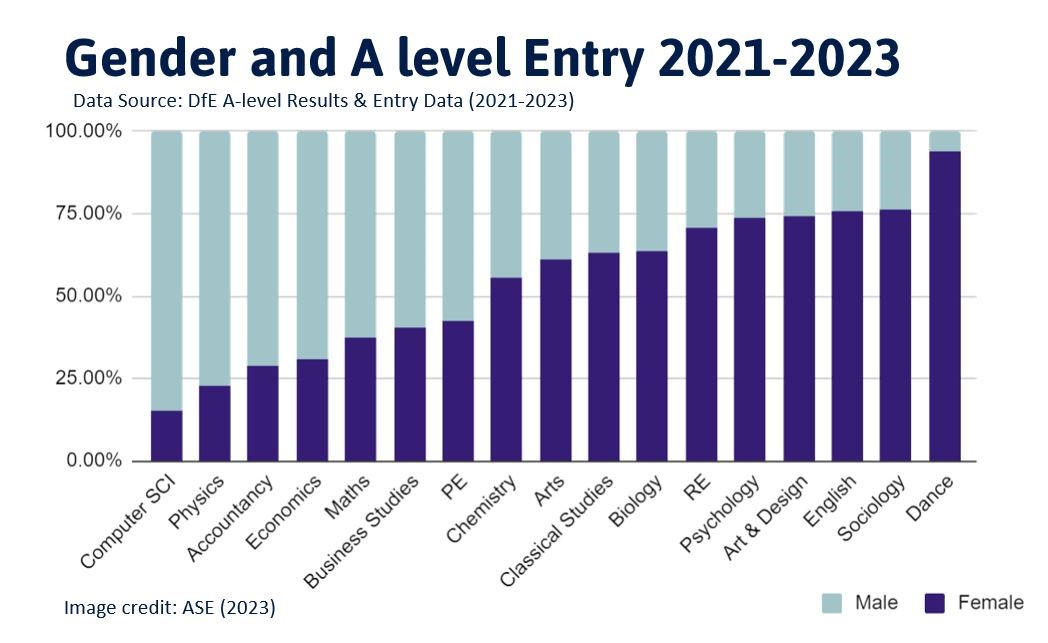 Gender and A level Entry 2021-2023
Data Source: DfE A-level Results & Entry Data (2021-2023)
100.00%
75.00%
50.00%
25.00%
0.00%
Computer SCI
Physics
Accountancy
Economics
Maths
Business Studies
PE
Chemistry
Arts
Classical Studies
Biology
RE
Psychology
Art & Design
English
Sociology
Dance
Image credit: ASE (2023)
Male
Female